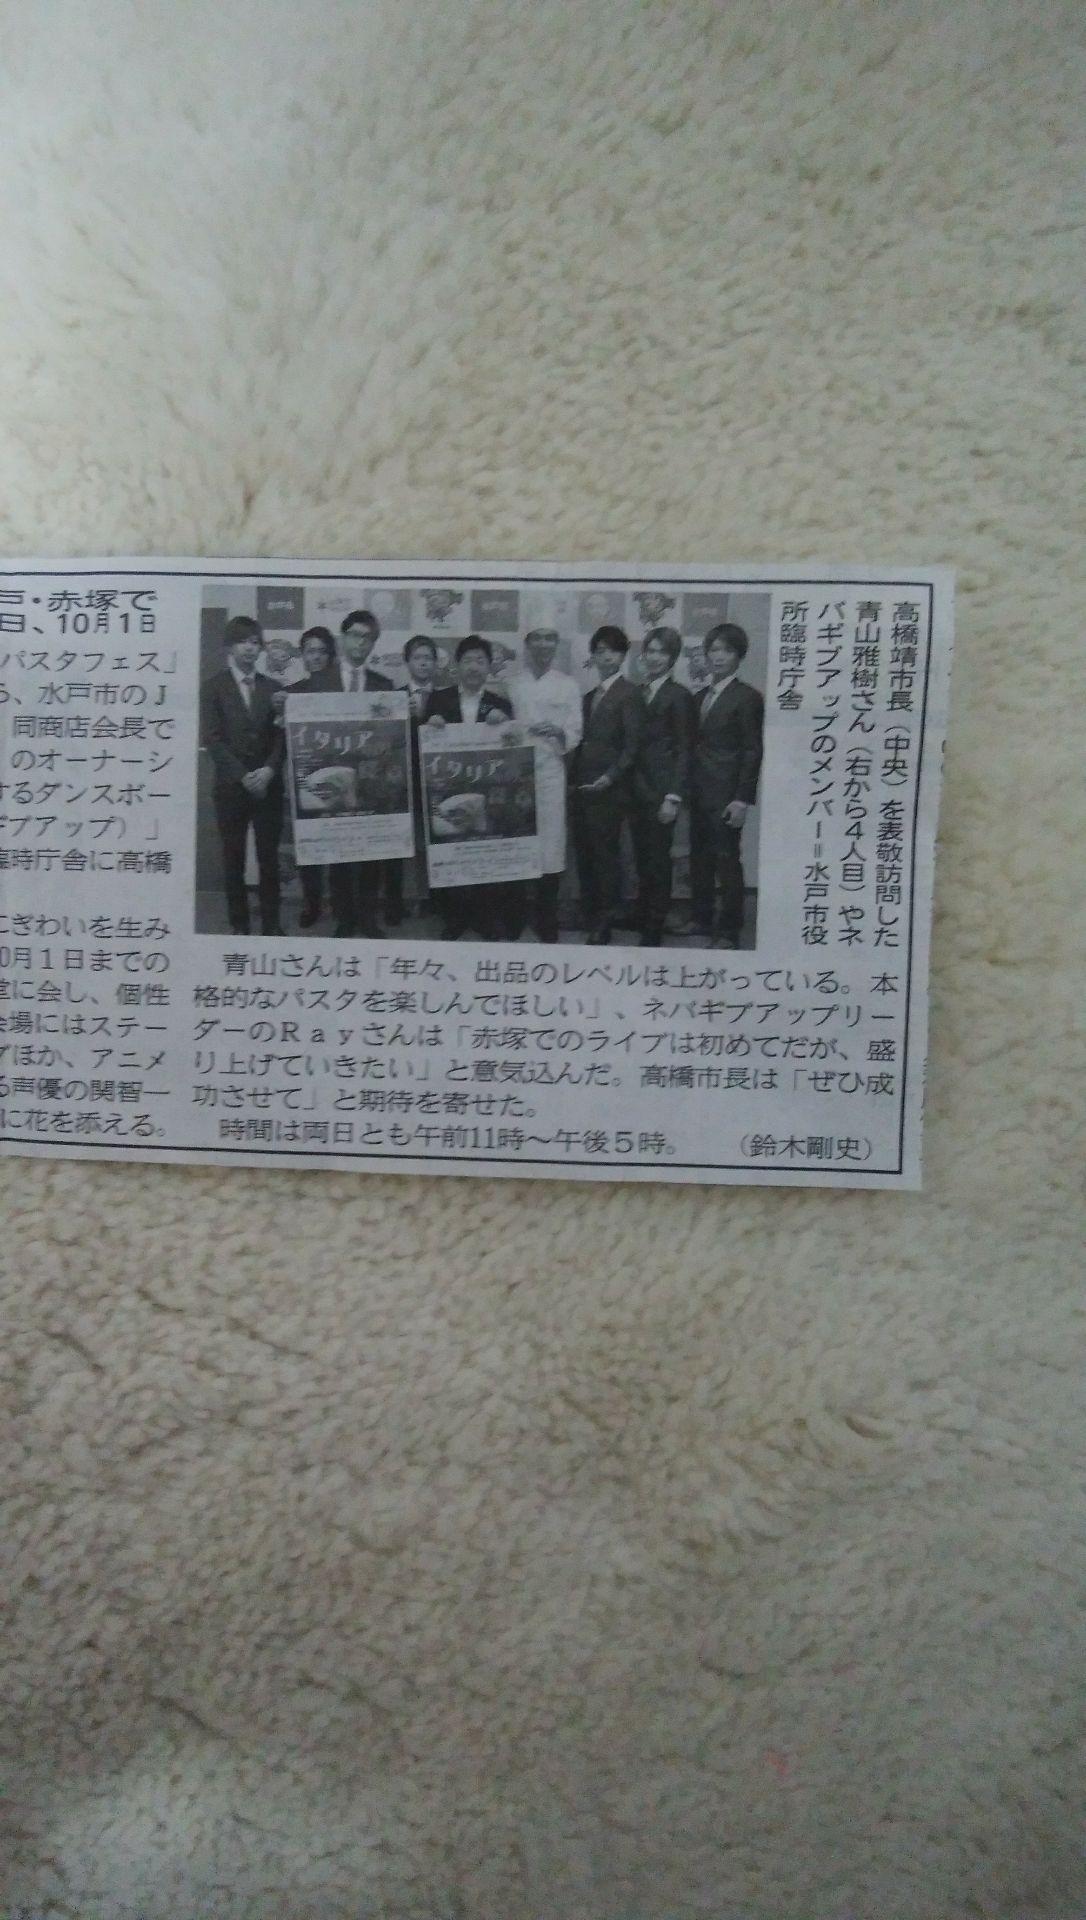 戸・赤塚で
日、10月1日
パスタフェス」
ら、水戸市のＪ
同商店会長で
のオーナーシ
するダンスボー
ギブアップ）」
臨時庁舎に高橋
にぎわいを生み
0月１日までの
堂に会し、個性
会場にはステー
ブほか、アニメ
る声優の関智一
に花を添える。
イタリア
イタリア
高橋靖市長（中央）を表敬訪問した
青山雅樹さん（右から４人目）やネ
バギブアップのメンバー＝水戸市役
所臨時庁舎
青山さんは「年々、出品のレベルは上がっている。本
格的なパスタを楽しんでほしい」、ネバギブアップリー
ダーのＲａｙさんは「赤塚でのライブは初めてだが、盛
り上げていきたい」と意気込んだ。高橋市長は「ぜひ成
功させて」と期待を寄せた。
時間は両日とも午前11時～午後５時。　（鈴木剛史）